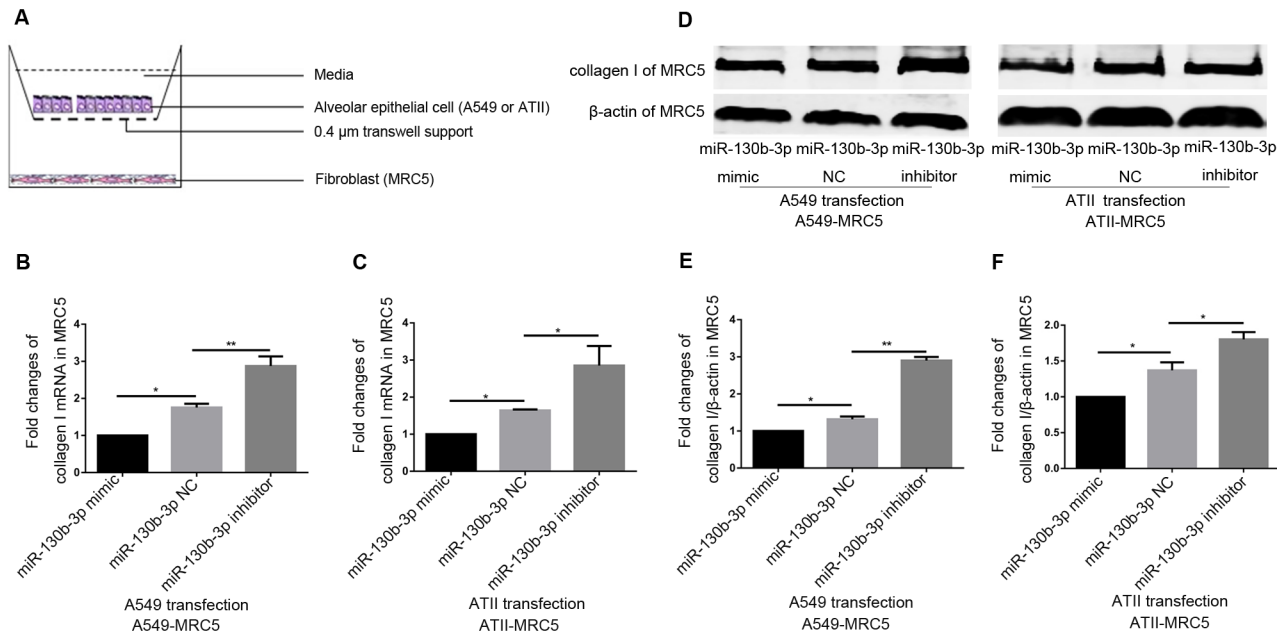 A
Media
Alveolar epithelial cell (A549 or ATII)
0.4 μm transwell support
Fibroblast (MRC5)
D
collagen I of MRC5
β-actin of MRC5
miR-130b-3p miR-130b-3p miR-130b-3p
mimic NC inhibitor
A549 transfection
A549-MRC5
miR-130b-3p miR-130b-3p miR-130b-3p
mimic NC inhibitor
ATII transfection
ATII-MRC5
B
Fold changes of
collagen I mRNA in MRC5
4
3
2
1
0
*
**
miR-130b-3p mimic
miR-130b-3p NC
miR-130b-3p inhibitor
A549 transfection
A549-MRC5
C
Fold changes of
collagen I mRNA in MRC5
4
3
2
1
0
*
*
miR-130b-3p mimic
miR-130b-3p NC
miR-130b-3p inhibitor
ATII transfection
ATII-MRC5
E
Fold changes of
collagen I/β-actin in MRC5
4
3
2
1
0
*
**
miR-130b-3p mimic
miR-130b-3p NC
miR-130b-3p inhibitor
A549 transfection
A549-MRC5
F
Fold changes of
collagen I/β-actin in MRC5
2.0
1.5
1.0
0.5
0.0
*
*
miR-130b-3p mimic
miR-130b-3p NC
miR-130b-3p inhibitor
ATII transfection
ATII-MRC5